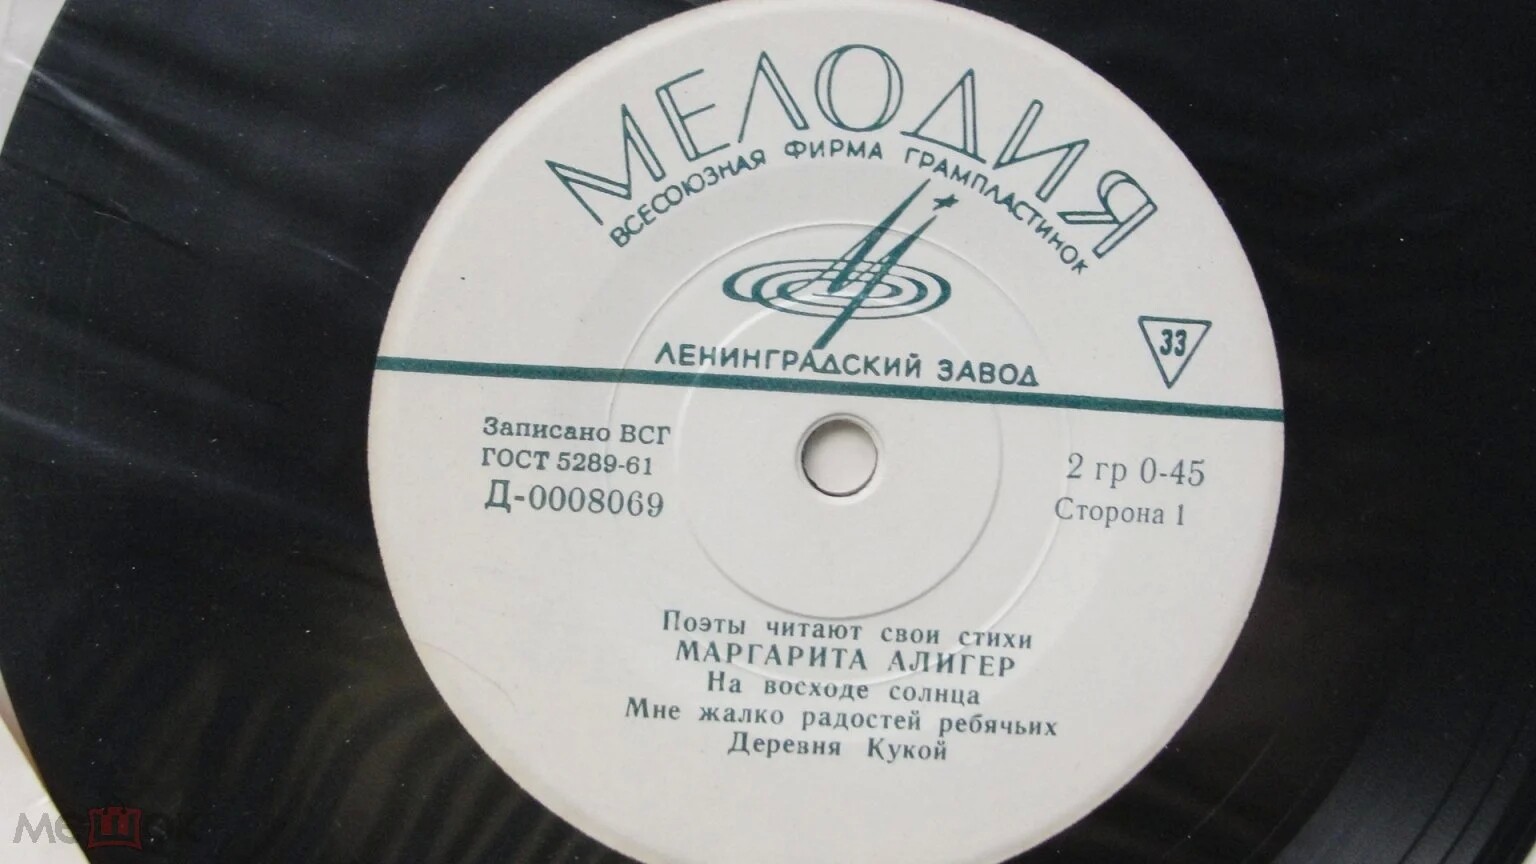 МЕЛОДИЯ
ВСЕСОЮЗНАЯ ФИРМА ГРАМПЛАСТИНОК
33
ЛЕНИНГРАДСКИЙ ЗАВОД
Записано ВСГ
ГОСТ 5289-61
Д-0008069
2 гр 0-45
Сторона 1
Поэты читают свои стихи
МАРГАРИТА АЛИГЕР
На восходе солнца
Мне жалко радостей ребячьих
Деревня Кукой